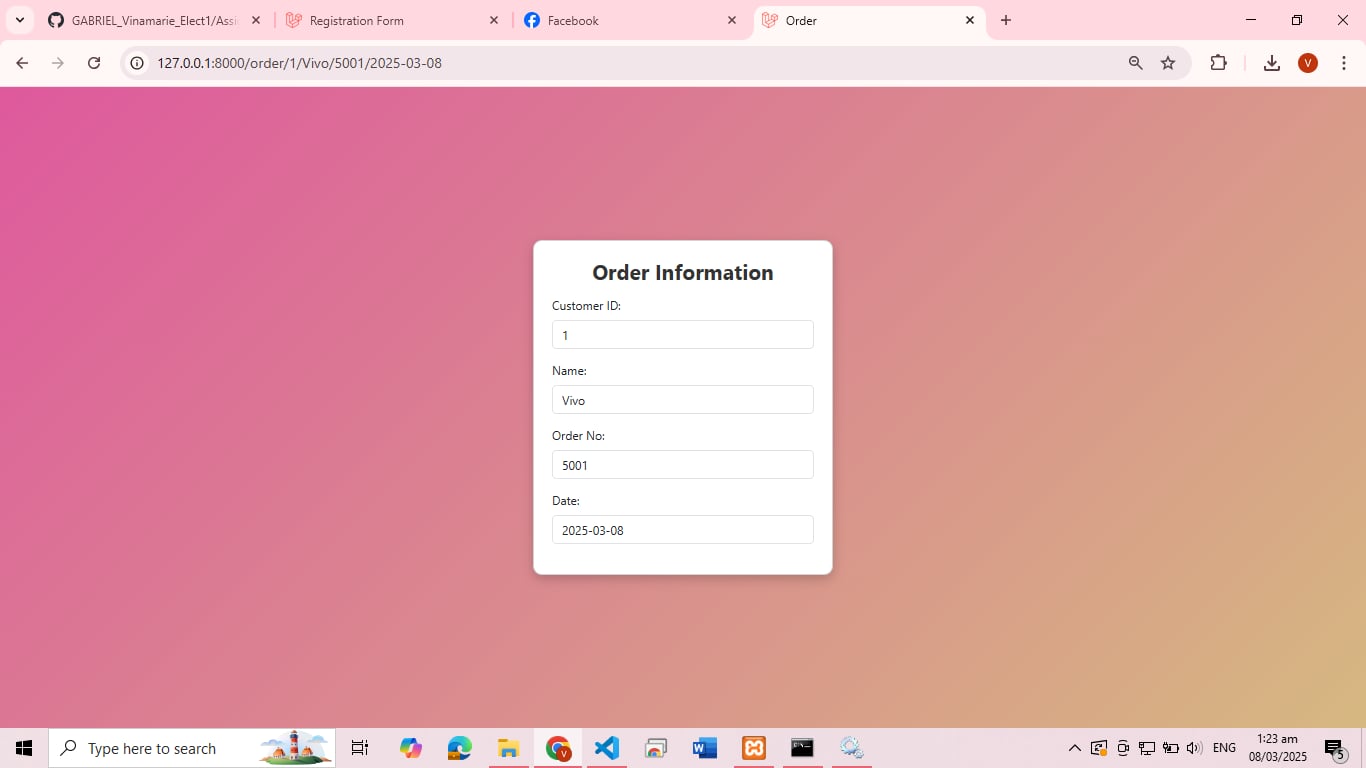 GABRIEL_Vinamarie_Elect1/Assi
Registration Form
Facebook
Order
127.0.0.1:8000/order/1/Vivo/5001/2025-03-08
V
Order Information
Customer ID:
1
Name:
Vivo
Order No:
5001
Date:
2025-03-08
Type here to search
V
ENG
1:23 am
08/03/2025
5